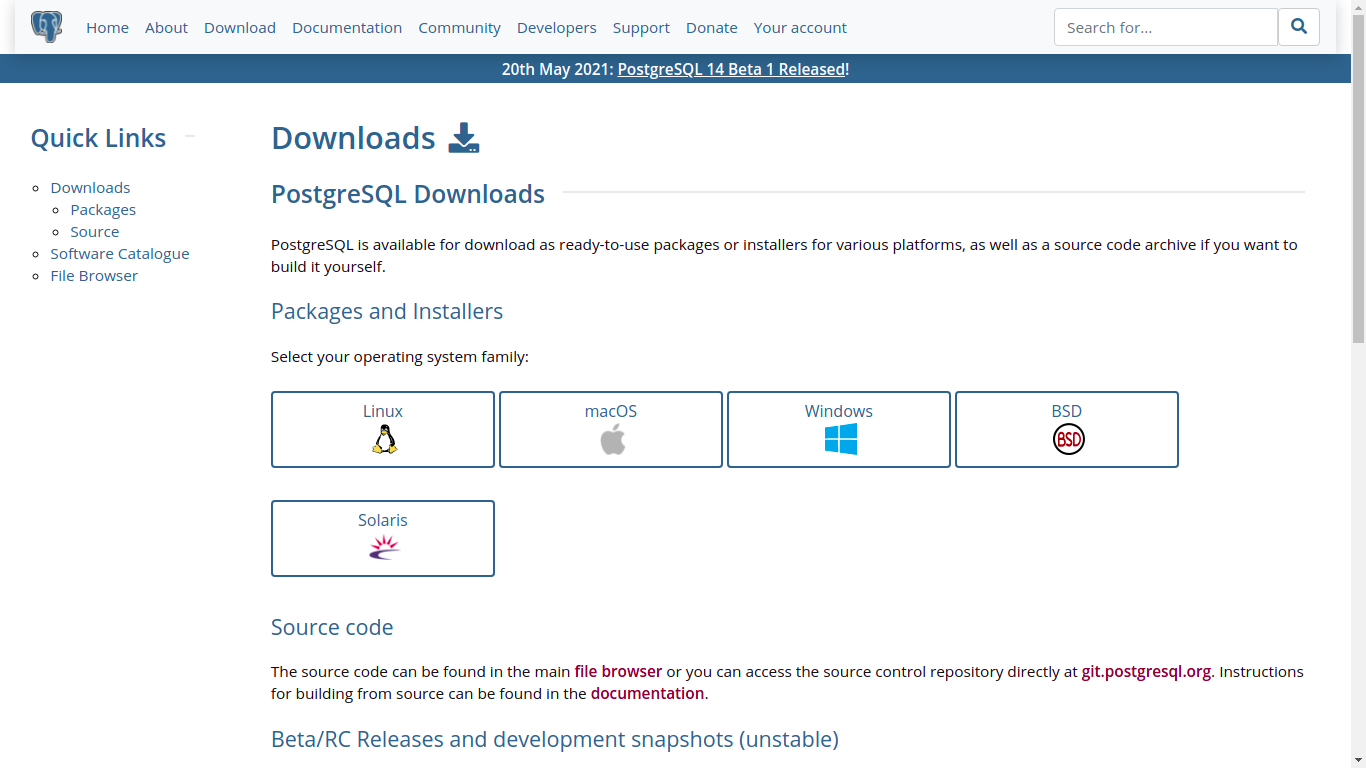 Home About Download Documentation Community Developers Support Donate Your account Search for...
20th May 2021: PostgreSQL 14 Beta 1 Released!
Quick Links
Downloads
Packages
Source
Software Catalogue
File Browser
Downloads
PostgreSQL Downloads
PostgreSQL is available for download as ready-to-use packages or installers for various platforms, as well as a source code archive if you want to
build it yourself.
Packages and Installers
Select your operating system family:
Linux macOS Windows BSD
BSD
Solaris
Source code
The source code can be found in the main file browser or you can access the source control repository directly at git.postgresql.org. Instructions
for building from source can be found in the documentation.
Beta/RC Releases and development snapshots (unstable)